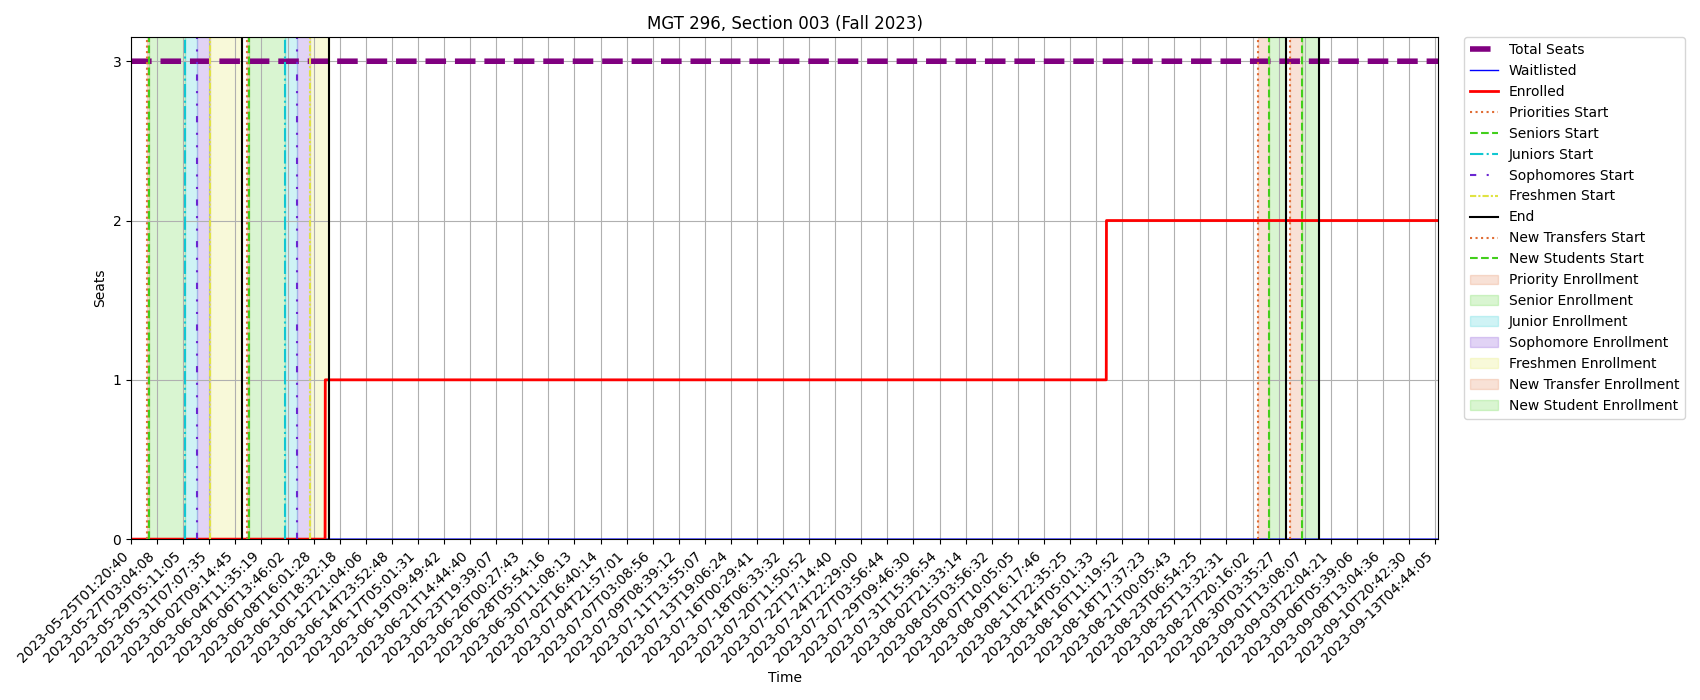 MGT 296, Section 003 (Fall 2023)
3
2
1
0
Seats
2023-05-25T01:20:40
2023-05-27T03:04:08
2023-05-29T05:11:05
2023-05-31T07:07:35
2023-06-02T09:14:45
2023-06-04T11:35:19
2023-06-06T13:46:02
2023-06-08T16:01:28
2023-06-10T18:32:18
2023-06-12T21:04:06
2023-06-14T23:52:48
2023-06-17T05:01:31
2023-06-19T09:49:42
2023-06-21T14:44:40
2023-06-23T19:39:07
2023-06-26T00:27:43
2023-06-28T05:54:16
2023-06-30T11:08:13
2023-07-02T16:40:14
2023-07-04T21:57:01
2023-07-07T03:08:56
2023-07-09T08:39:12
2023-07-11T13:55:07
2023-07-13T19:06:24
2023-07-16T00:29:41
2023-07-18T06:33:32
2023-07-20T11:50:52
2023-07-22T17:14:40
2023-07-24T22:29:00
2023-07-27T03:56:44
2023-07-29T09:46:30
2023-07-31T15:36:54
2023-08-02T21:33:14
2023-08-05T03:56:32
2023-08-07T10:05:05
2023-08-09T16:17:46
2023-08-11T22:35:25
2023-08-14T05:01:33
2023-08-16T11:19:52
2023-08-18T17:37:23
2023-08-21T00:05:43
2023-08-23T06:54:25
2023-08-25T13:32:31
2023-08-27T20:16:02
2023-08-30T03:35:27
2023-09-01T13:08:07
2023-09-03T22:04:21
2023-09-06T05:39:06
2023-09-08T13:04:36
2023-09-10T20:42:30
2023-09-13T04:44:05
Time
Total Seats
Waitlisted
Enrolled
Priorities Start
Seniors Start
Juniors Start
Sophomores Start
Freshmen Start
End
New Transfers Start
New Students Start
Priority Enrollment
Senior Enrollment
Junior Enrollment
Sophomore Enrollment
Freshmen Enrollment
New Transfer Enrollment
New Student Enrollment